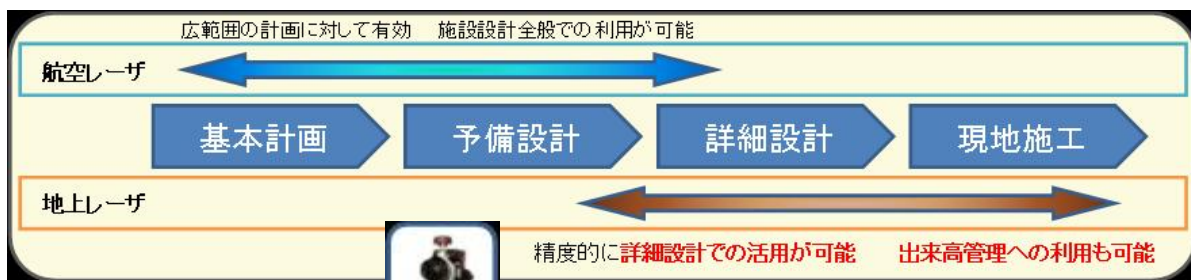 広範囲の計画に対して有効 施設設計全般での利用が可能
航空レーザ
基本計画 予備設計 詳細設計 現地施工
地上レーザ
精度的に詳細設計での活用が可能 出来高管理への利用も可能